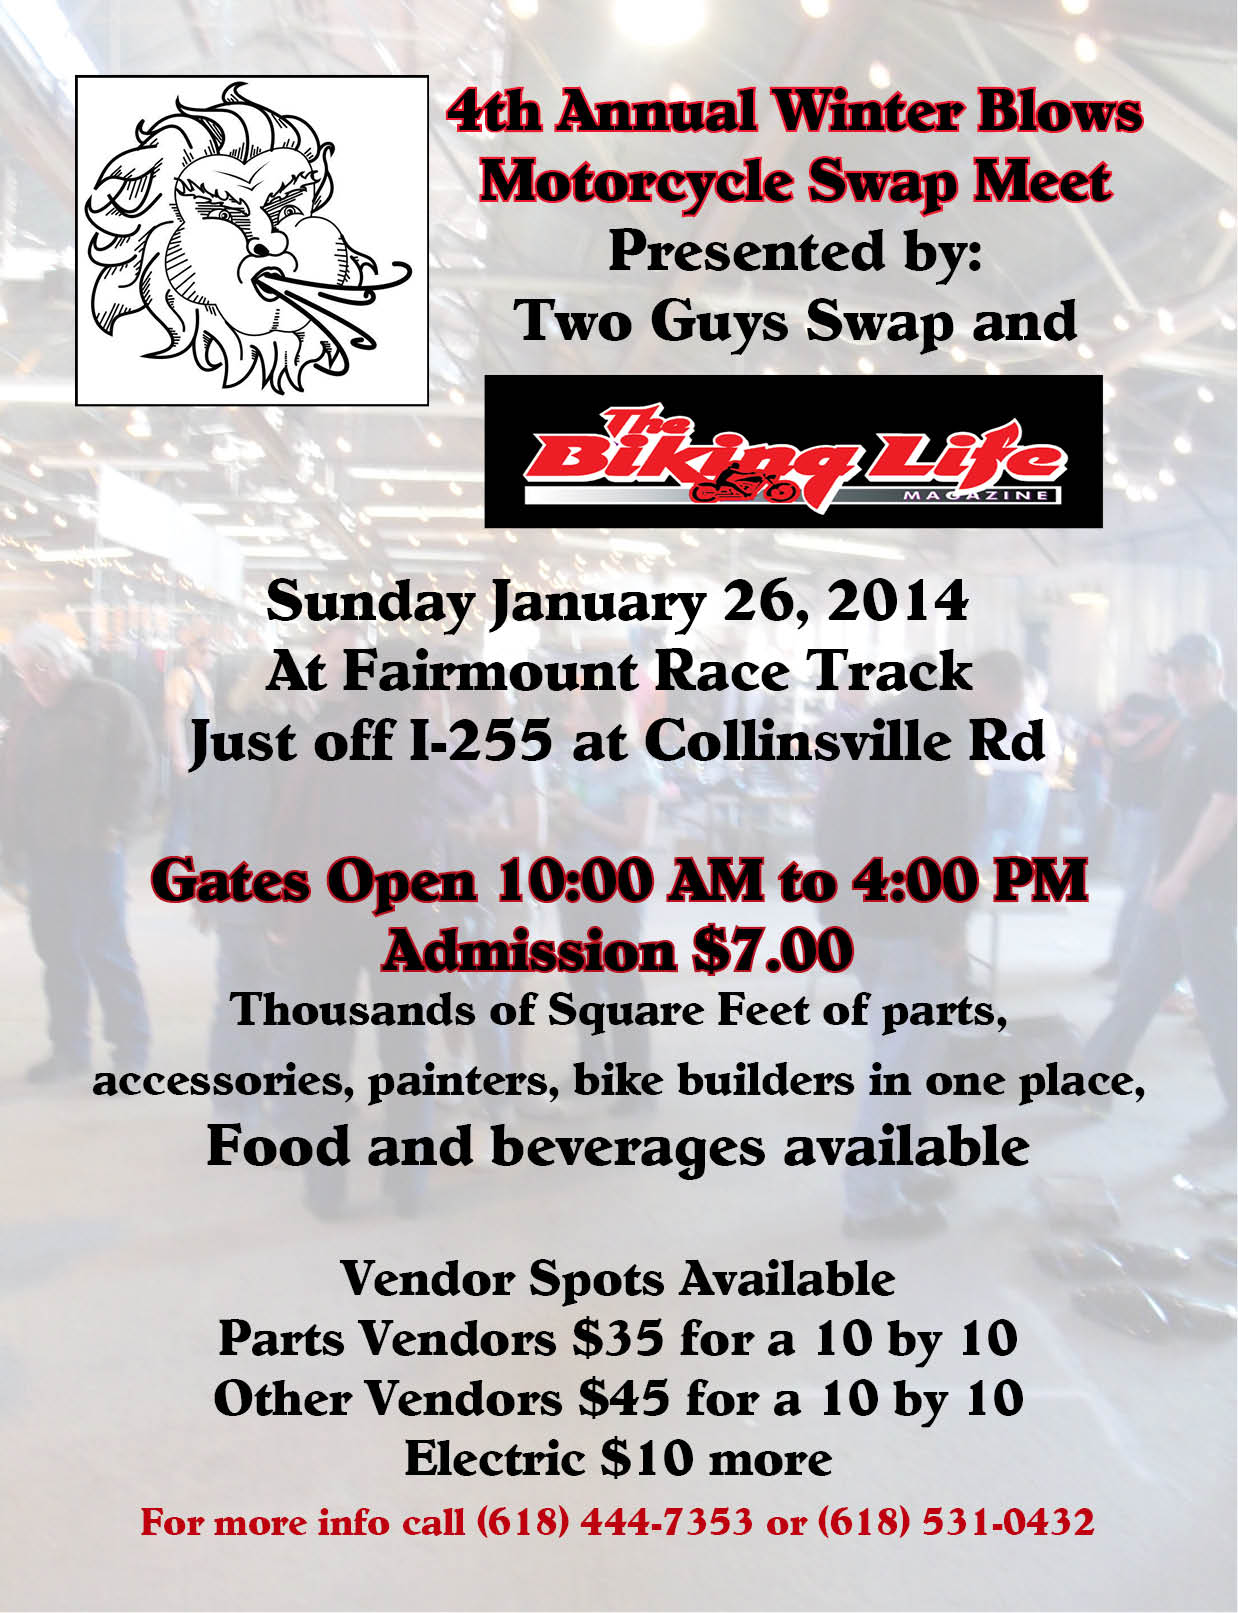 4th Annual Winter Blows
Motorcycle Swap Meet
Presented by:
Two Guys Swap and
The
Biking Life
MAGAZINE
Sunday January 26, 2014
At Fairmount Race Track
Just off I-255 at Collinsville Rd
Gates Open 10:00 AM to 4:00 PM
Admission $7.00
Thousands of Square Feet of parts,
accessories, painters, bike builders in one place,
Food and beverages available
Vendor Spots Available
Parts Vendors $35 for a 10 by 10
Other Vendors $45 for a 10 by 10
Electric $10 more
For more info call (618) 444-7353 or (618) 531-0432